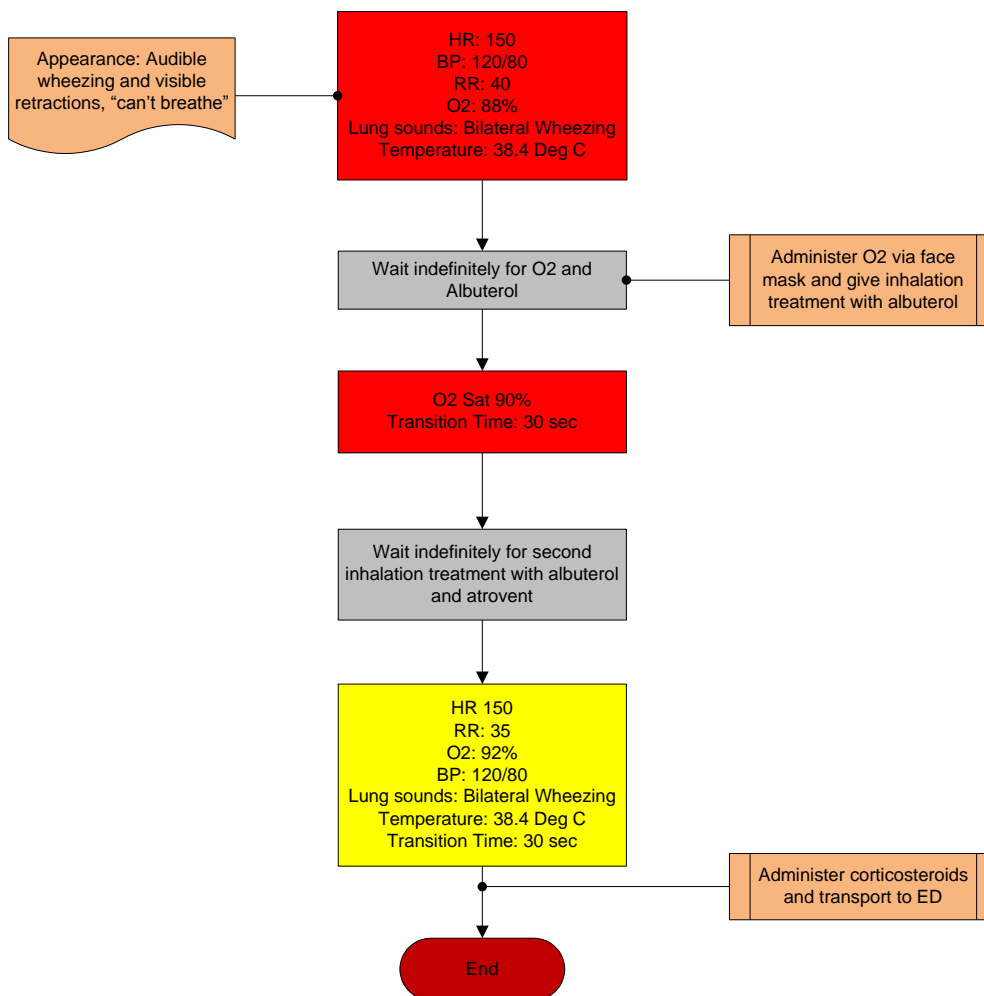 Appearance: Audible
wheezing and visible
retractions, “can’t breathe”
HR: 150
BP: 120/80
RR: 40
O2: 88%
Lung sounds: Bilateral Wheezing
Temperature: 38.4 Deg C
Wait indefinitely for O2 and
Albuterol
Administer O2 via face
mask and give inhalation
treatment with albuterol
O2 Sat 90%
Transition Time: 30 sec
Wait indefinitely for second
inhalation treatment with albuterol
and atrovent
HR 150
RR: 35
O2: 92%
BP: 120/80
Lung sounds: Bilateral Wheezing
Temperature: 38.4 Deg C
Transition Time: 30 sec
Administer corticosteroids
and transport to ED
End